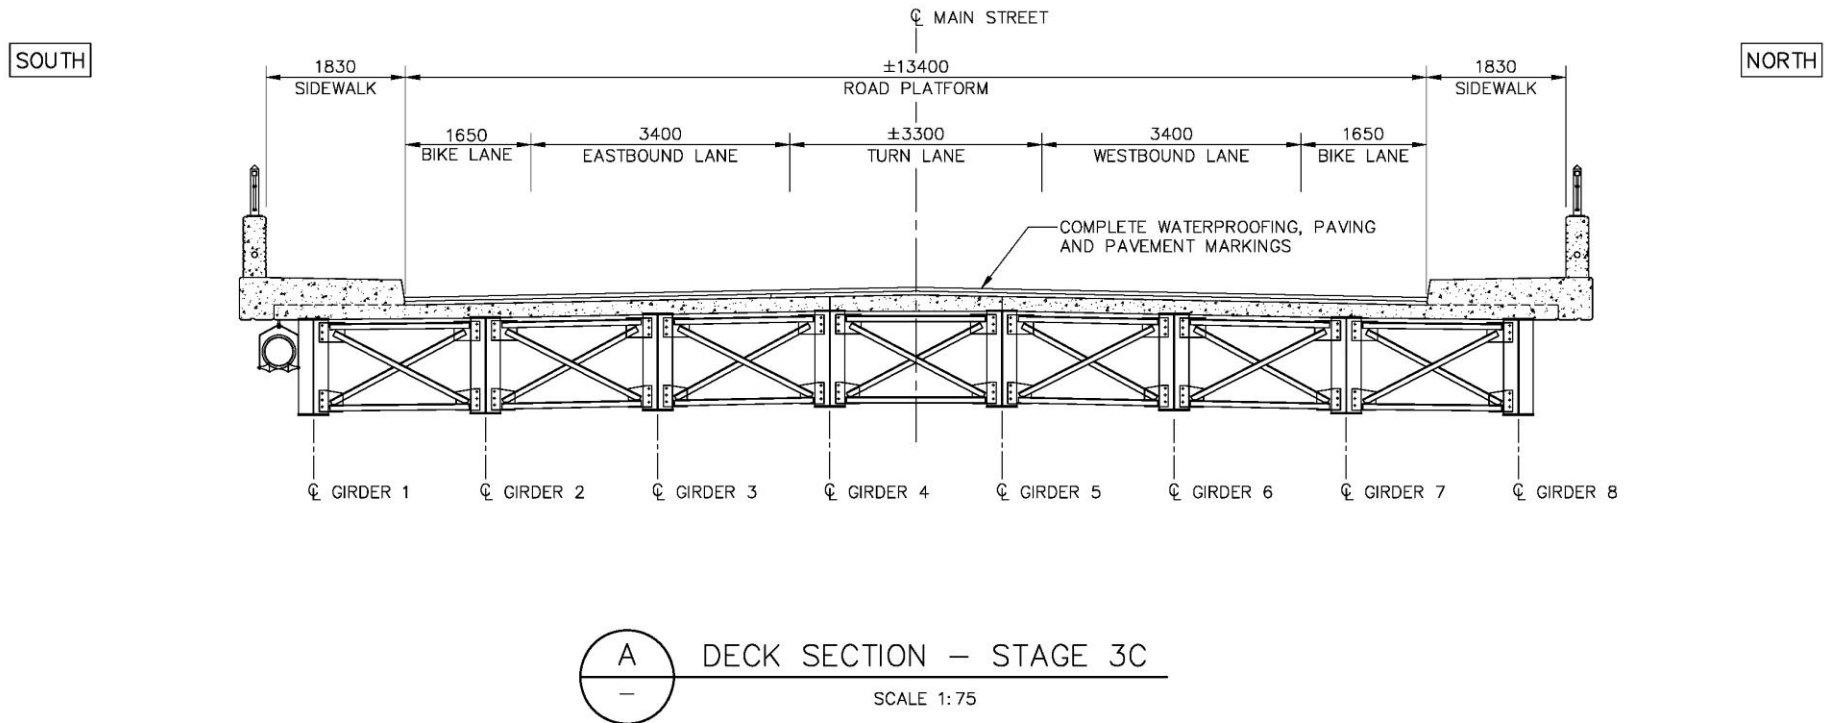 ℄ MAIN STREET
SOUTH
NORTH
1830
SIDEWALK
±13400
ROAD PLATFORM
1830
SIDEWALK
1650
BIKE LANE
3400
EASTBOUND LANE
±3300
TURN LANE
3400
WESTBOUND LANE
1650
BIKE LANE
COMPLETE WATERPROOFING, PAVING
AND PAVEMENT MARKINGS
℄ GIRDER 1
℄ GIRDER 2
℄ GIRDER 3
℄ GIRDER 4
℄ GIRDER 5
℄ GIRDER 6
℄ GIRDER 7
℄ GIRDER 8
A
–
DECK SECTION – STAGE 3C
SCALE 1:75